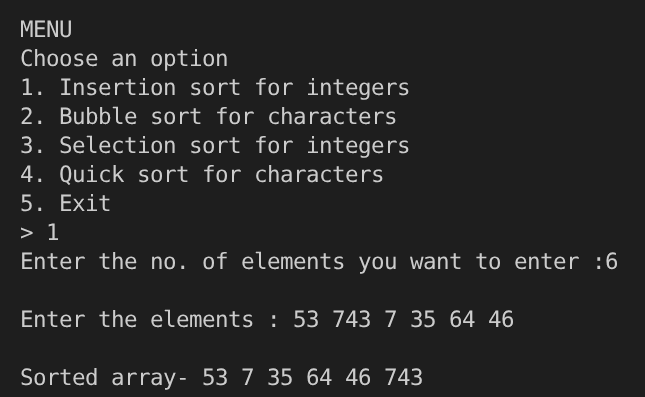 MENU
Choose an option
1. Insertion sort for integers
2. Bubble sort for characters
3. Selection sort for integers
4. Quick sort for characters
5. Exit
> 1
Enter the no. of elements you want to enter :6
Enter the elements : 53 743 7 35 64 46
Sorted array- 53 7 35 64 46 743